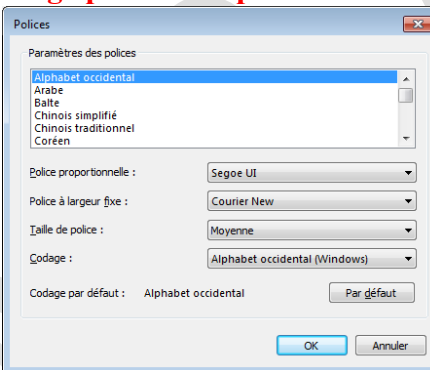 Polices
Paramètres des polices
Alphabet occidental
Arabe
Balte
Chinois simplifié
Chinois traditionnel
Coréen
Police proportionnelle : Segoe UI
Police à largeur fixe : Courier New
Taille de police : Moyenne
Codage : Alphabet occidental (Windows)
Codage par défaut : Alphabet occidental Par défaut
OK Annuler